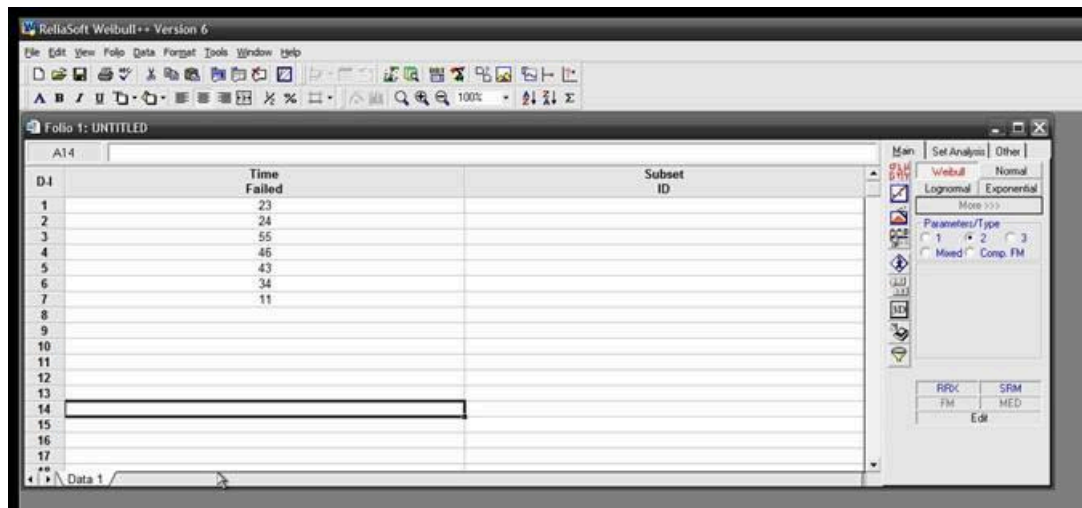 ReliaSoft Weibull++ Version 6
File Edit View Folio Data Format Tools Window Help
100%
Folio 1: UNTITLED
A14
D-I Time Failed Subset ID
1 23
2 24
3 55
4 46
5 43
6 34
7 11
8
9
10
11
12
13
14
15
16
17
Data 1
Main Set Analysis Other
Weibull Normal
Lognormal Exponential
More >>>
Parameters/Type
1 2 3
Mixed Comp. FM
RRX SRM
FM MED
Edit